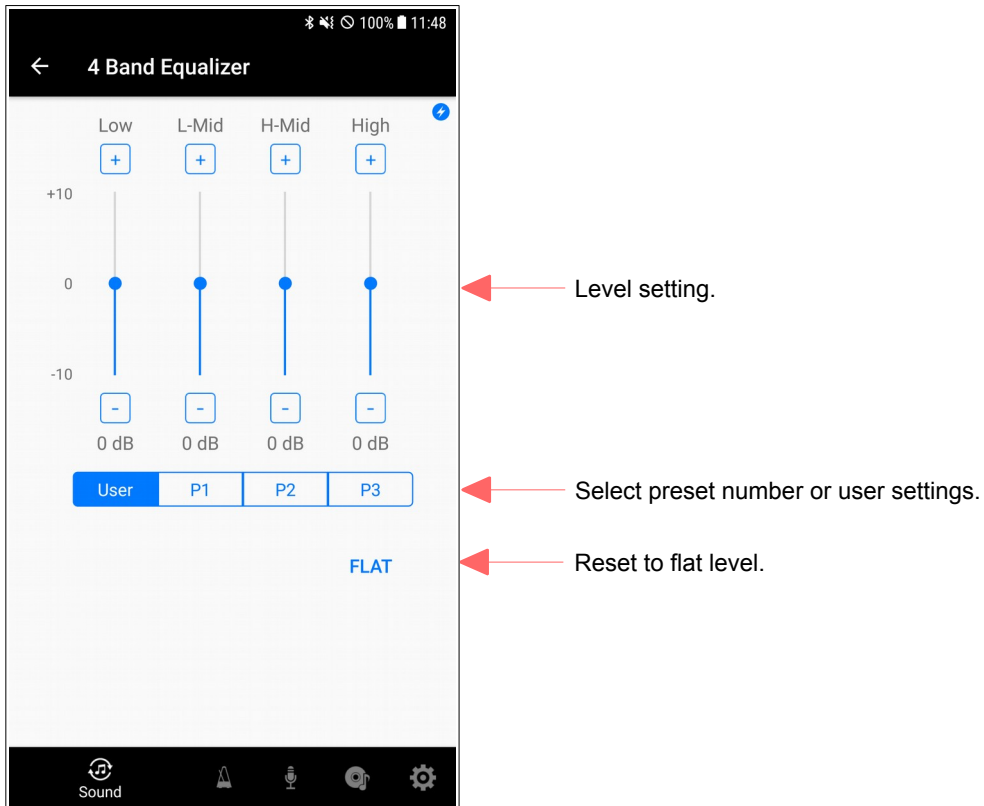 100% 11:48
4 Band Equalizer
Low L-Mid H-Mid High
+ + + +
+10
0
-10
- - - -
0 dB 0 dB 0 dB 0 dB
User P1 P2 P3
FLAT
Sound
Level setting.
Select preset number or user settings.
Reset to flat level.